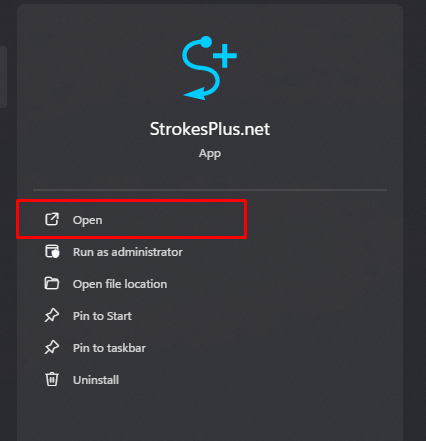 StrokesPlus.net
App
Open
Run as administrator
Open file location
Pin to Start
Pin to taskbar
Uninstall